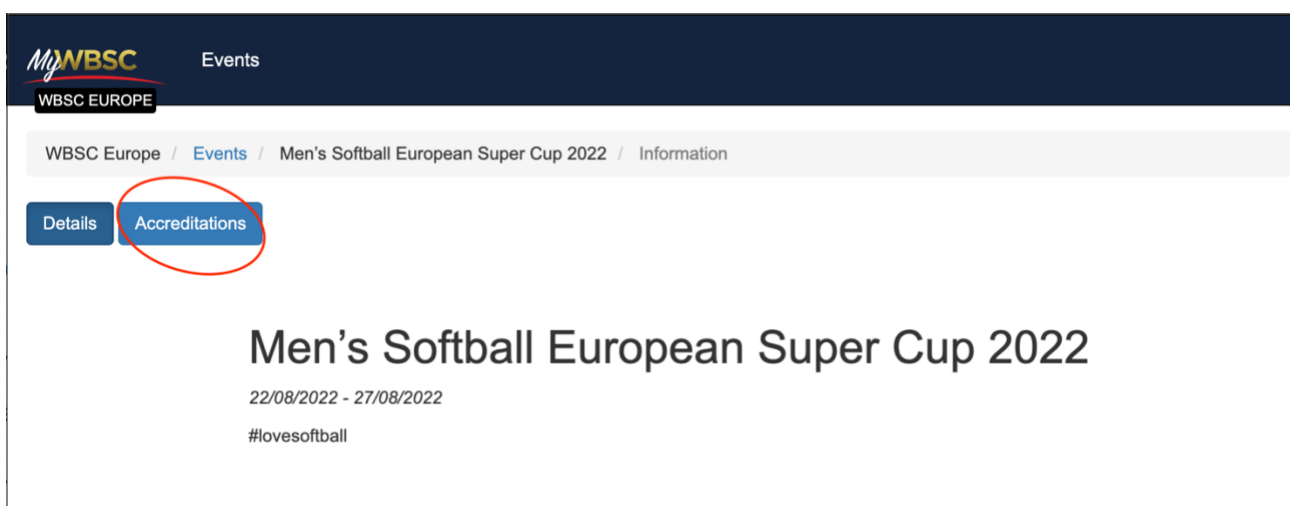 MyWBSC Events
WBSC EUROPE
WBSC Europe / Events / Men’s Softball European Super Cup 2022 / Information
Details Accreditations
Men’s Softball European Super Cup 2022
22/08/2022 - 27/08/2022
#lovesoftball